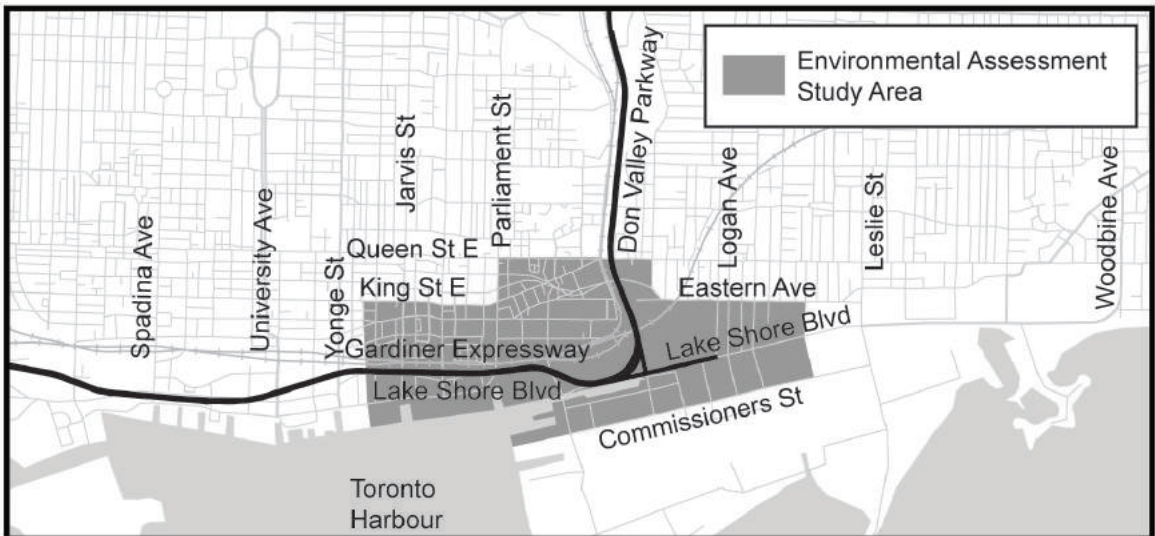 Environmental Assessment
Study Area
Spadina Ave
University Ave
Yonge St
Jarvis St
Parliament St
Don Valley Parkway
Logan Ave
Leslie St
Woodbine Ave
Queen St E
King St E
Eastern Ave
Gardiner Expressway
Lake Shore Blvd
Lake Shore Blvd
Commissioners St
Toronto
Harbour